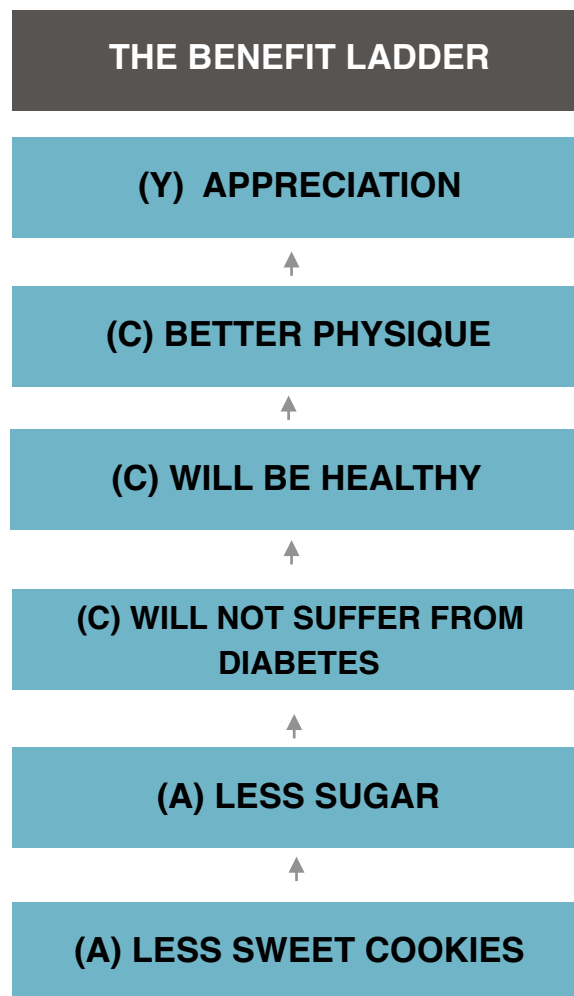 THE BENEFIT LADDER
(Y) APPRECIATION
(C) BETTER PHYSIQUE
(C) WILL BE HEALTHY
(C) WILL NOT SUFFER FROM
DIABETES
(A) LESS SUGAR
(A) LESS SWEET COOKIES